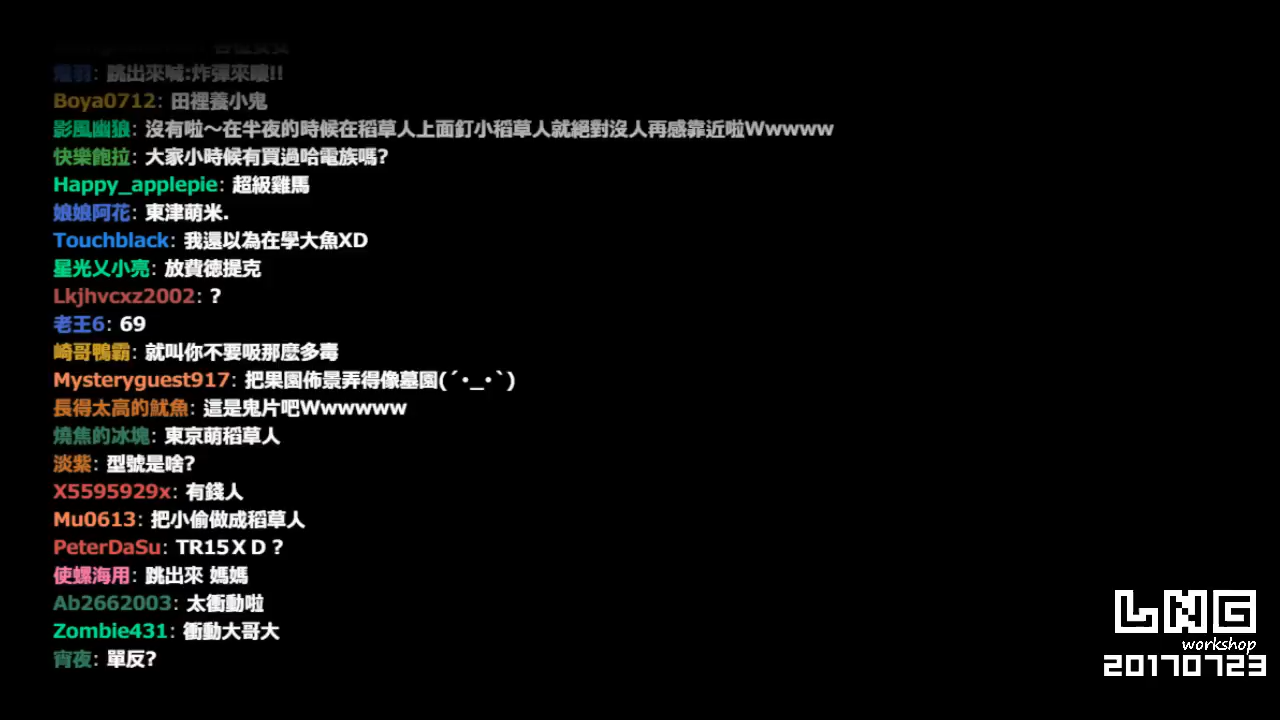 熾羽: 跳出來喊:炸彈來嘍!!
Boya0712: 田裡養小鬼
影風幽狼: 沒有啦～在半夜的時候在稻草人上面釘小稻草人就絕對沒人再感靠近啦Wwwww
快樂飽拉: 大家小時候有買過哈電族嗎?
Happy_applepie: 超級雞馬
娘娘阿花: 東津萌米.
Touchblack: 我還以為在學大魚XD
星光乂小亮: 放費德提克
Lkjhvcxz2002: ?
老王6: 69
崎哥鴨霸: 就叫你不要吸那麼多毒
Mysteryguest917: 把果園佈景弄得像墓園(´･_･`)
長得太高的魷魚: 這是鬼片吧Wwwwww
燒焦的冰塊: 東京萌稻草人
淡紫: 型號是啥?
X5595929x: 有錢人
Mu0613: 把小偷做成稻草人
PeterDaSu: TR15ＸＤ？
使螺海用: 跳出來 媽媽
Ab2662003: 太衝動啦
Zombie431: 衝動大哥大
宵夜: 單反?
LNG
workshop
20170723